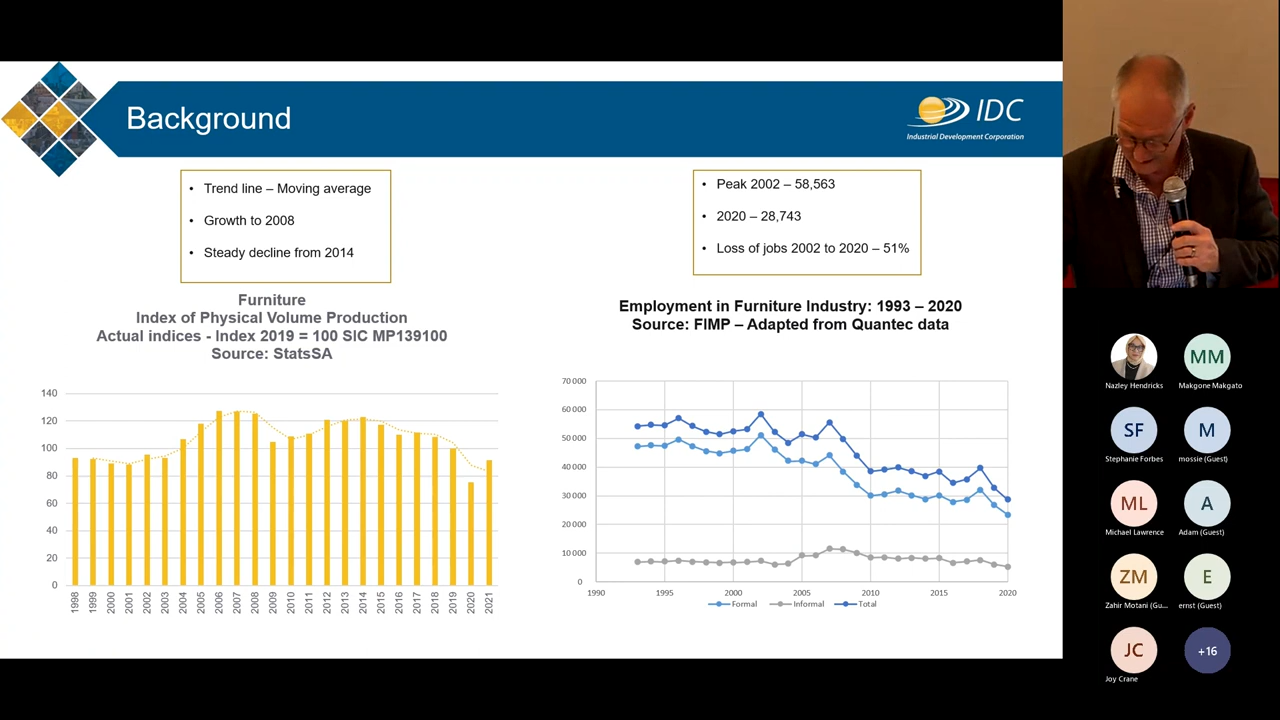 Background
IDC
Industrial Development Corporation
• Trend line – Moving average
• Growth to 2008
• Steady decline from 2014
• Peak 2002 – 58,563
• 2020 – 28,743
• Loss of jobs 2002 to 2020 – 51%
Furniture
Index of Physical Volume Production
Actual indices - Index 2019 = 100 SIC MP139100
Source: StatsSA
140
120
100
80
60
40
20
0
1998 1999 2000 2001 2002 2003 2004 2005 2006 2007 2008 2009 2010 2011 2012 2013 2014 2015 2016 2017 2018 2019 2020 2021
Employment in Furniture Industry: 1993 – 2020
Source: FIMP – Adapted from Quantec data
70 000
60 000
50 000
40 000
30 000
20 000
10 000
0
1990 1995 2000 2005 2010 2015 2020
Formal Informal Total
MM
Nazley Hendricks Makgone Makgato
SF M
Stephanie Forbes mossie (Guest)
ML A
Michael Lawrence Adam (Guest)
ZM E
Zahir Motani (Gu... ernst (Guest)
JC +16
Joy Crane